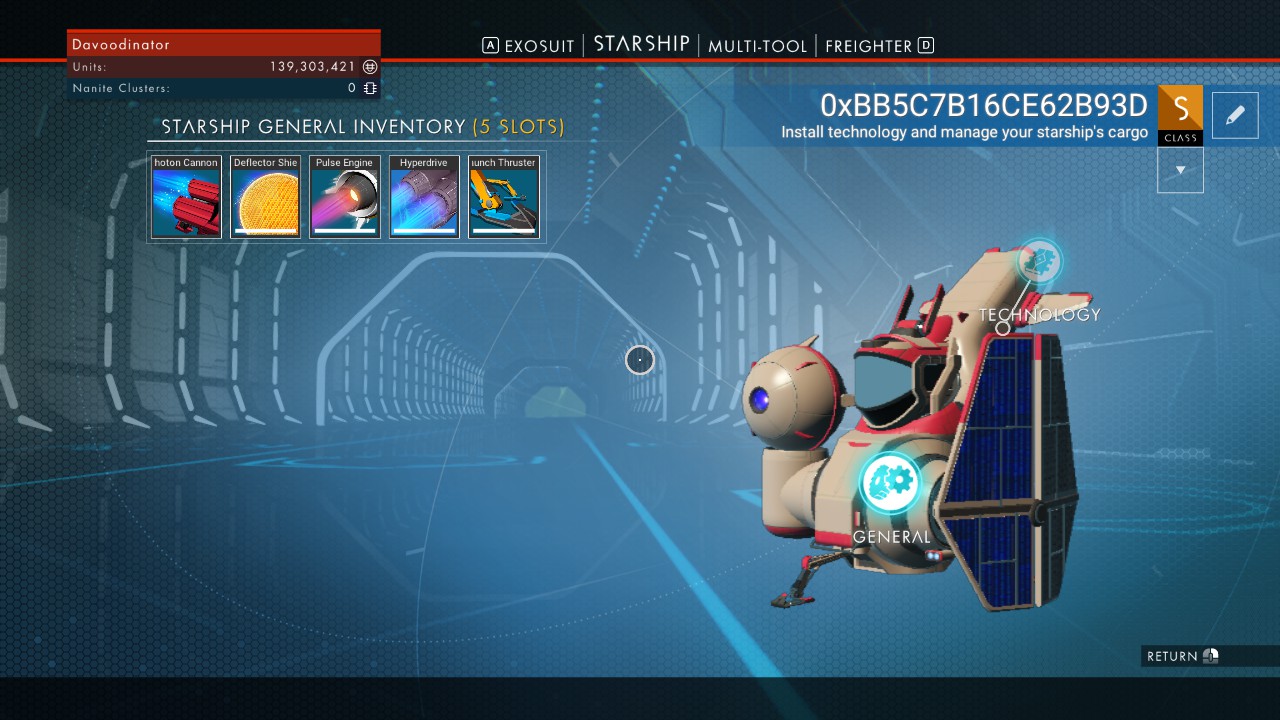 Davoodinator
Units: 139,303,421
Nanite Clusters: 0
A EXOSUIT STARSHIP MULTI-TOOL FREIGHTER D
0xBB5C7B16CE62B93D
Install technology and manage your starship's cargo
S
CLASS
STARSHIP GENERAL INVENTORY (5 SLOTS)
hoton Cannon Deflector Shie Pulse Engine Hyperdrive unch Thruster
TECHNOLOGY
GENERAL
RETURN